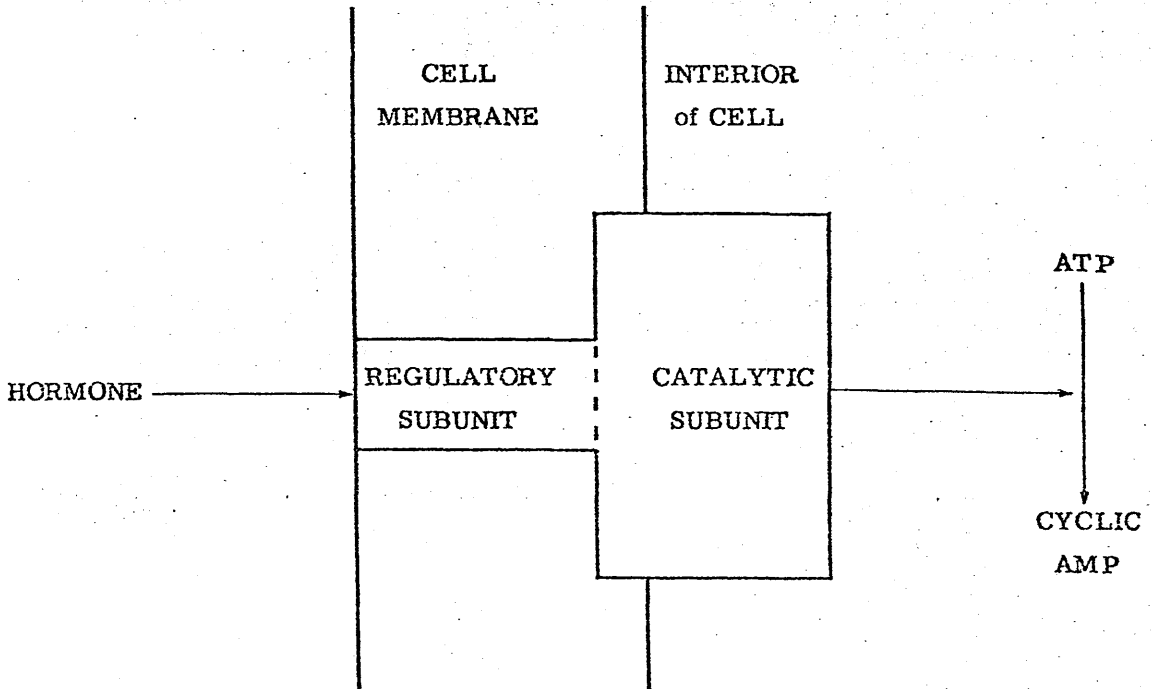 CELL
MEMBRANE
INTERIOR
of CELL
ATP
HORMONE
REGULATORY
SUBUNIT
CATALYTIC
SUBUNIT
CYCLIC
AMP